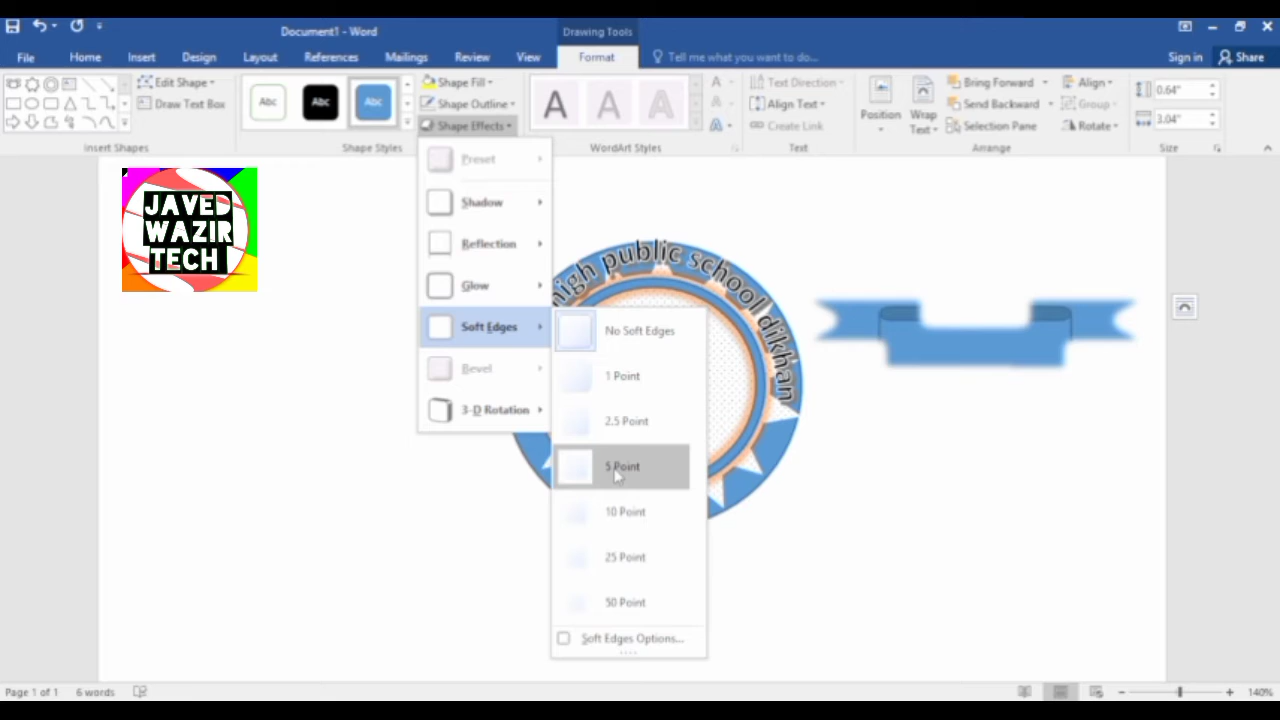 Document1 - Word
Drawing Tools
File Home Insert Design Layout References Mailings Review View Format Tell me what you want to do... Sign in Share
Edit Shape
Draw Text Box
Insert Shapes
Abc Abc Abc
Shape Fill
Shape Outline
Shape Effects
Shape Styles
A A A
WordArt Styles
Text Direction
Align Text
Create Link
Text
Position
Wrap
Text
Bring Forward
Send Backward
Selection Pane
Align
Group
Rotate
Arrange
0.64"
3.04"
Size
Preset
Shadow
Reflection
Glow
Soft Edges
Bevel
3-D Rotation
No Soft Edges
1 Point
2.5 Point
5 Point
10 Point
25 Point
50 Point
Soft Edges Options...
JAVED
WAZIR
TECH
high public school dikhan
Page 1 of 1 6 words 140%